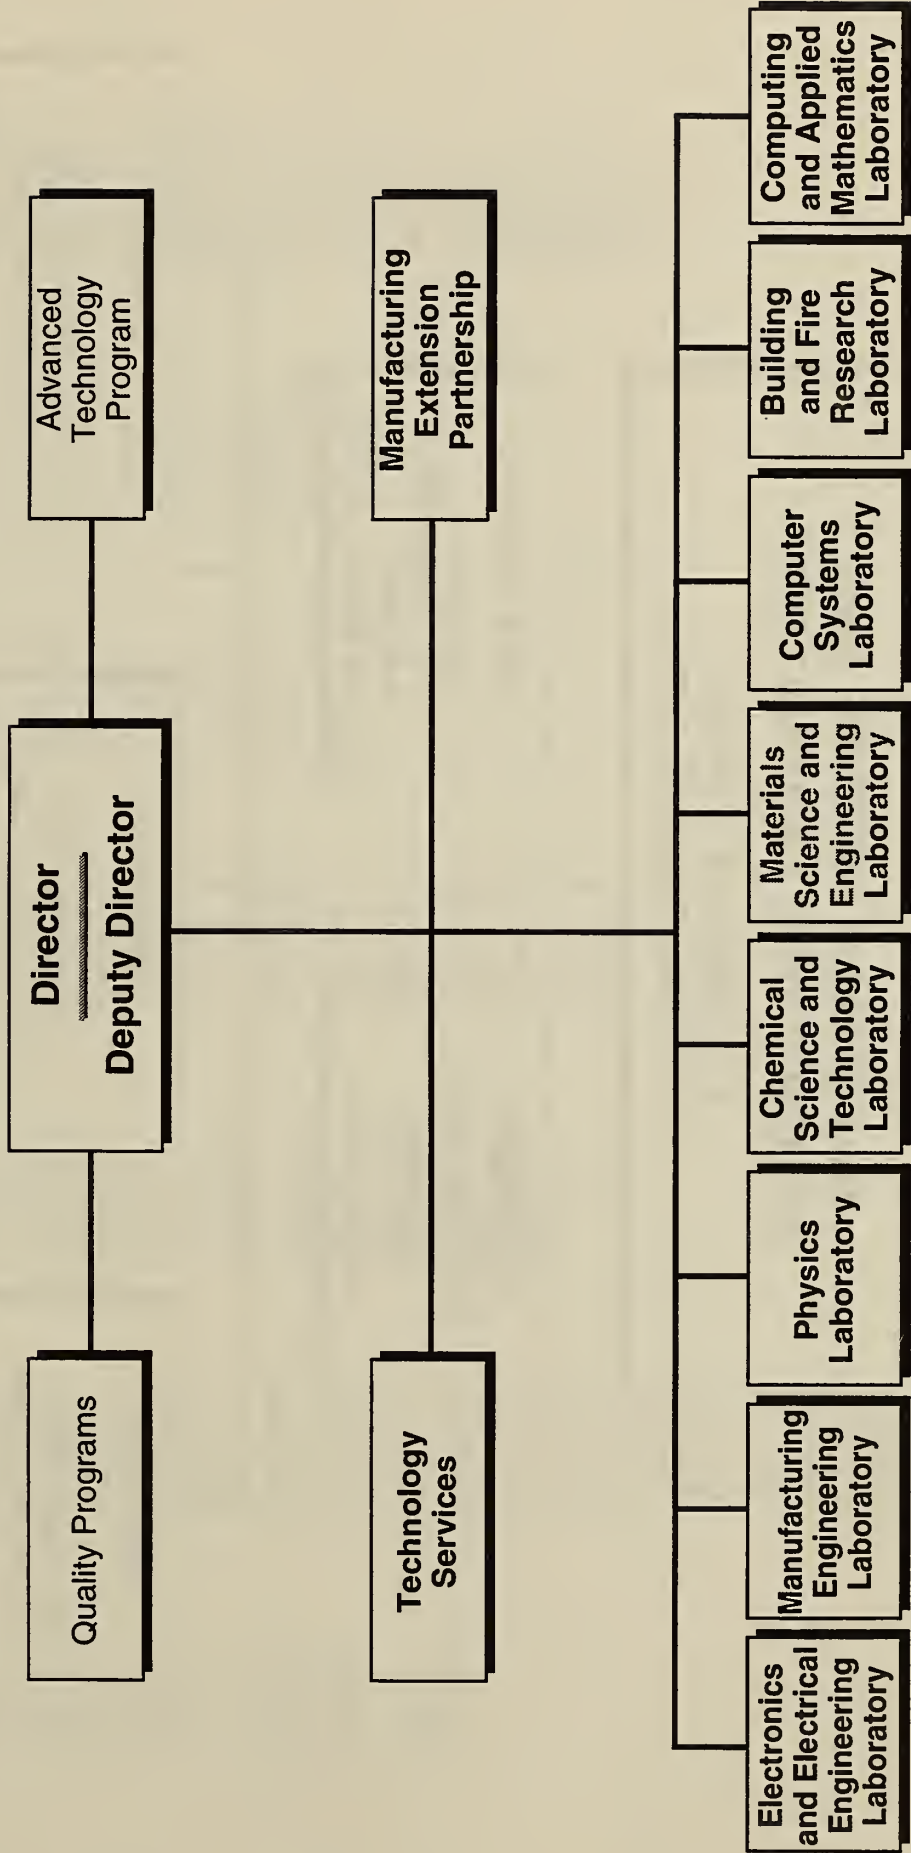 Director
Deputy Director
Quality Programs
Advanced
Technology
Program
Technology
Services
Manufacturing
Extension
Partnership
Electronics
and Electrical
Engineering
Laboratory
Manufacturing
Engineering
Laboratory
Physics
Laboratory
Chemical
Science and
Technology
Laboratory
Materials
Science and
Engineering
Laboratory
Computer
Systems
Laboratory
Building
and Fire
Research
Laboratory
Computing
and Applied
Mathematics
Laboratory